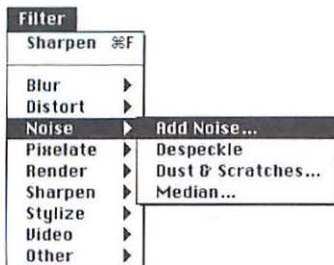 Filter
Sharpen ⌘F
Blur
Distort
Noise
Pixelate
Render
Sharpen
Stylize
Video
Other
Add Noise...
Despeckle
Dust & Scratches...
Median...